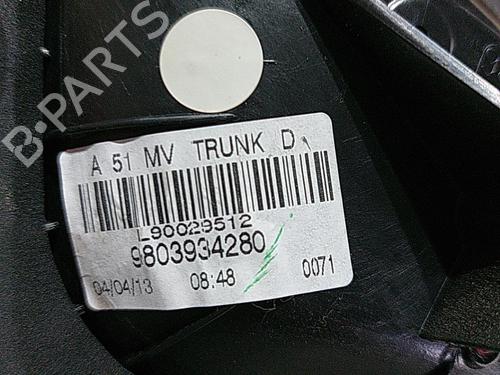 B-PARTS
A 51 MV TRUNK D
L90029512
9803934280
04/04/13 08:48 0071